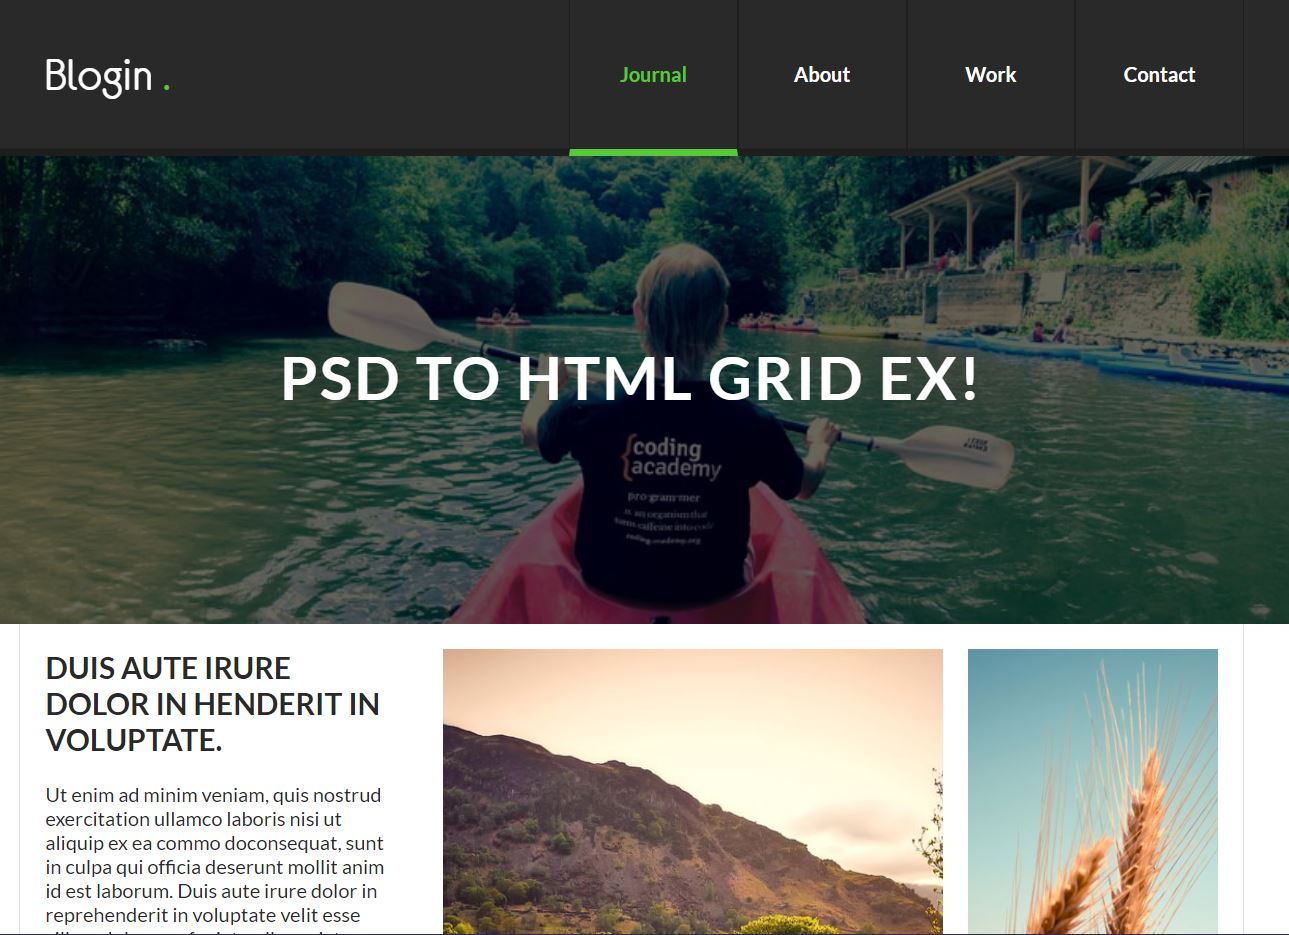 Blogin .
Journal
About
Work
Contact
PSD TO HTML GRID EX!
{coding
academy
pro·gram·mer
n. an organism that
turns caffeine into code
coding-academy.org
DUIS AUTE IRURE
DOLOR IN HENDERIT IN
VOLUPTATE.
Ut enim ad minim veniam, quis nostrud
exercitation ullamco laboris nisi ut
aliquip ex ea commodo doconsequat, sunt
in culpa qui officia deserunt mollit anim
id est laborum. Duis aute irure dolor in
reprehenderit in voluptate velit esse